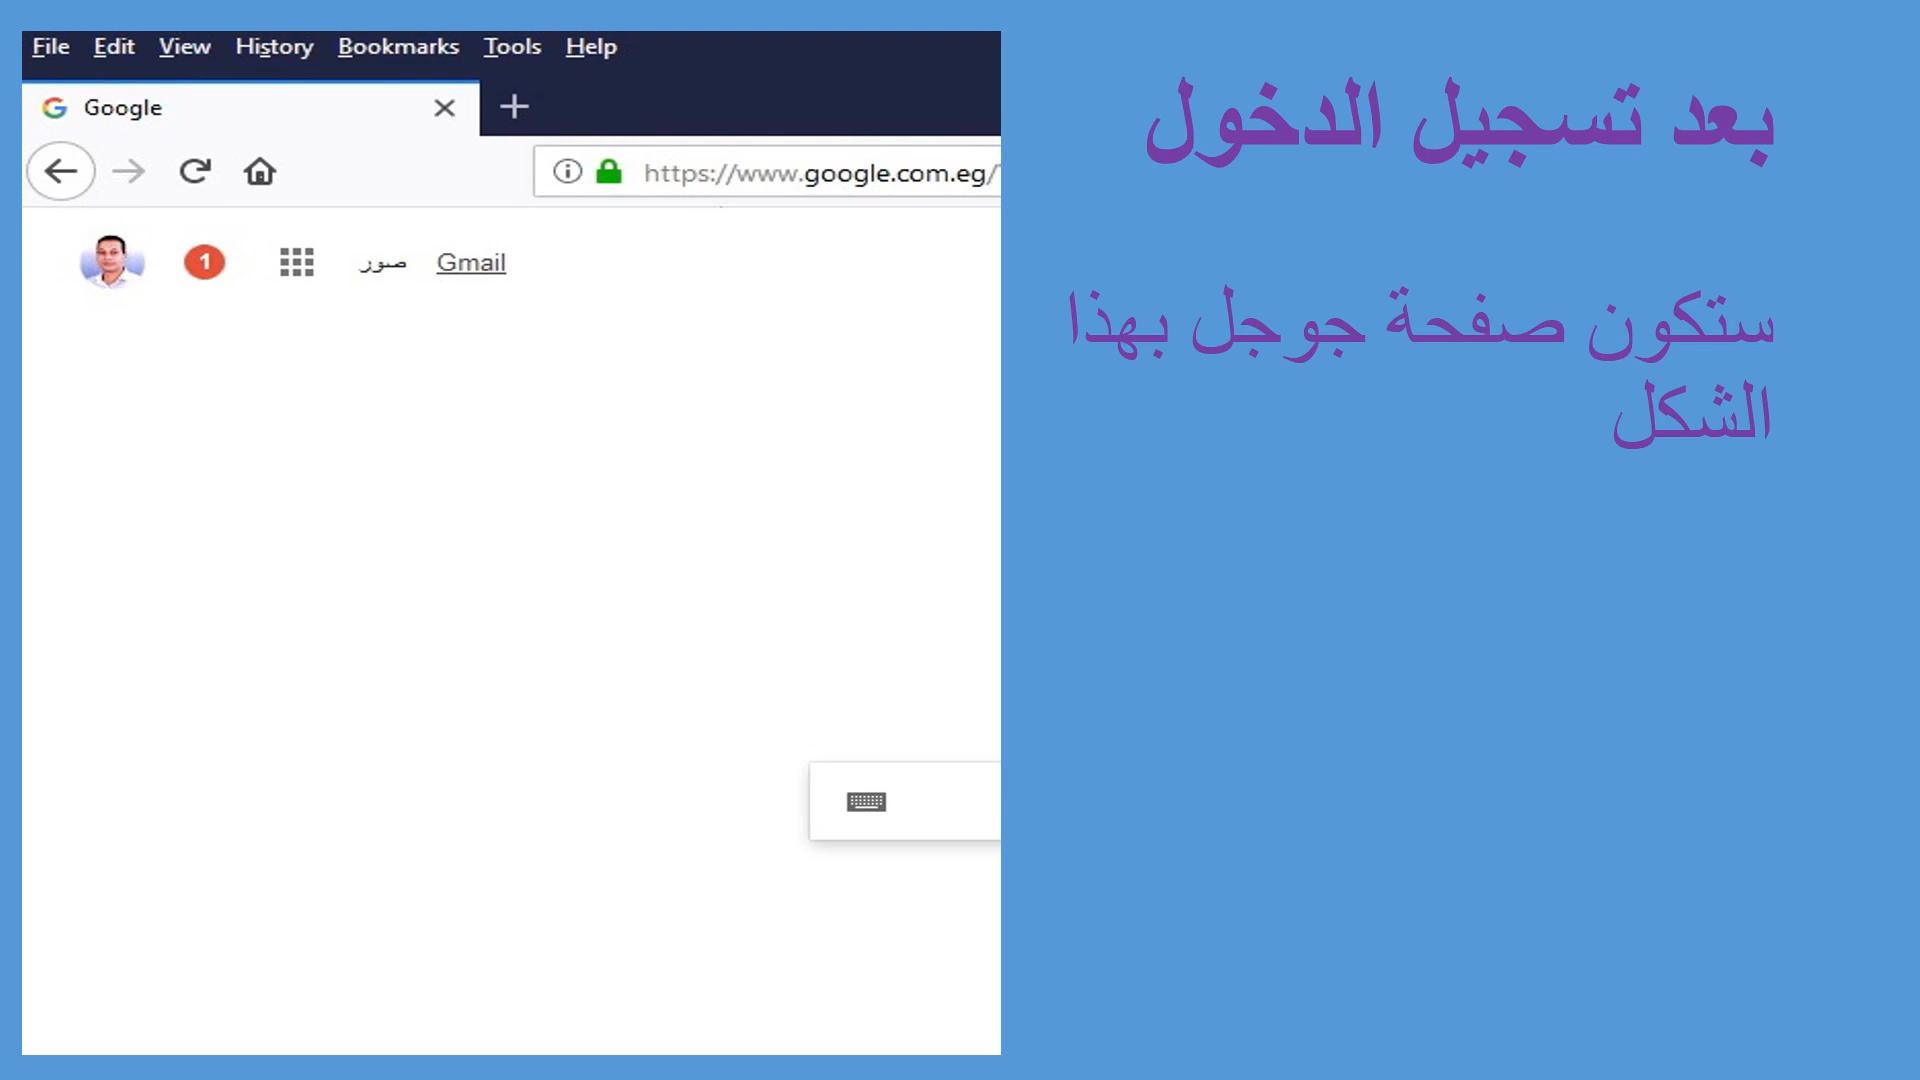 File Edit View History Bookmarks Tools Help
Google
https://www.google.com.eg/
1 صور Gmail
بعد تسجيل الدخول
ستكون صفحة جوجل بهذا
الشكل